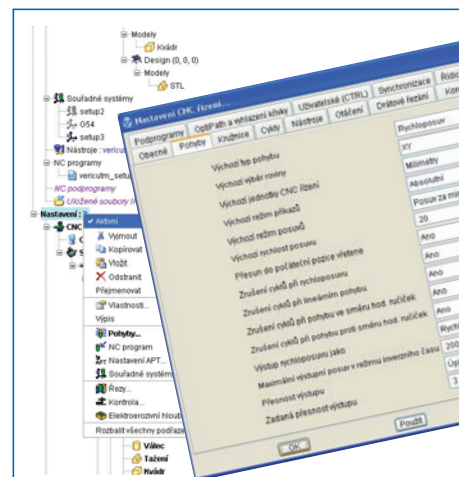 Modely
Kvádr
Design (0, 0, 0)
Modely
STL
Souřadné systémy
setup2
G54
setup3
Nástroje : vericut
NC programy
vericutm_setu
NC podprogramy
Uložené soubory
Nastavení :
CNC
Aktivní
Vyjmout
Kopírovat
Vložit
Odstranit
Přejmenovat
Vlastnosti...
Výpis
Pohyby...
NC program
Nastavení APT...
Souřadné systém
Řezy...
Kontrola...
Elektroerozivní hloub
Rozbalit všechny podřaze
Válec
Tažení
Kvádr
Nastavení CNC řízení...
Podprogramy OptiPath a vyhlazení křivky Uživatelské (CTRL) Synchronizace
Obecné Pohyby Kružnice Cykly Nástroje Otáčení Drátové řezání
Výchozí typ pohybu Rychloposuv
Výchozí výběr roviny XY
Výchozí jednotky CNC řízení Milimetry
Výchozí režim příkazů Absolutní
Výchozí režim posuvů Posuv za min
Výchozí rychlost posuvu 20
Přesun do počáteční pozice vřetene Ano
Zrušení cyklů při rychloposuvu Ano
Zrušení cyklů při lineárním pohybu Ano
Zrušení cyklů při pohybu ve směru hod. ručiček Ano
Zrušení cyklů při pohybu proti směru hod. ručiček Ano
Výstup rychloposuvu jako
Maximální výstupní posuv v režimu inverzního času 200
Přesnost výstupu
Zadaná přesnost výstupu 3
OK Použít